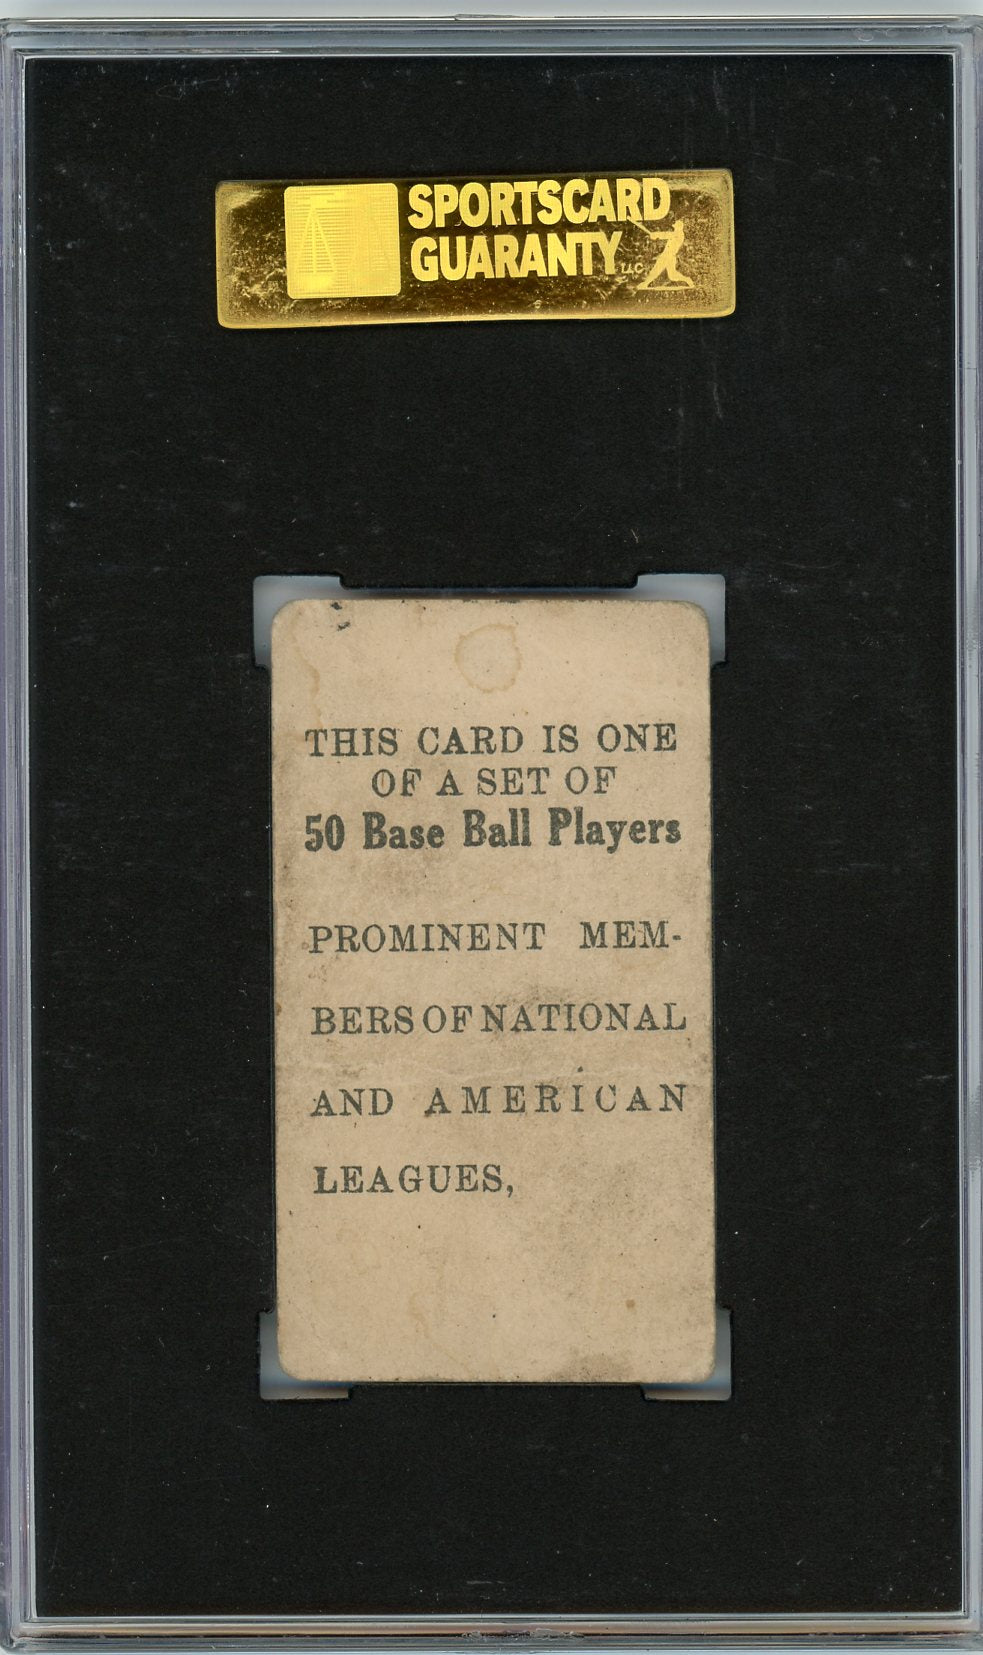 SPORTSCARD
GUARANTY LLC
THIS CARD IS ONE
OF A SET OF
50 Base Ball Players
PROMINENT MEM-
BERS OF NATIONAL
AND AMERICAN
LEAGUES,